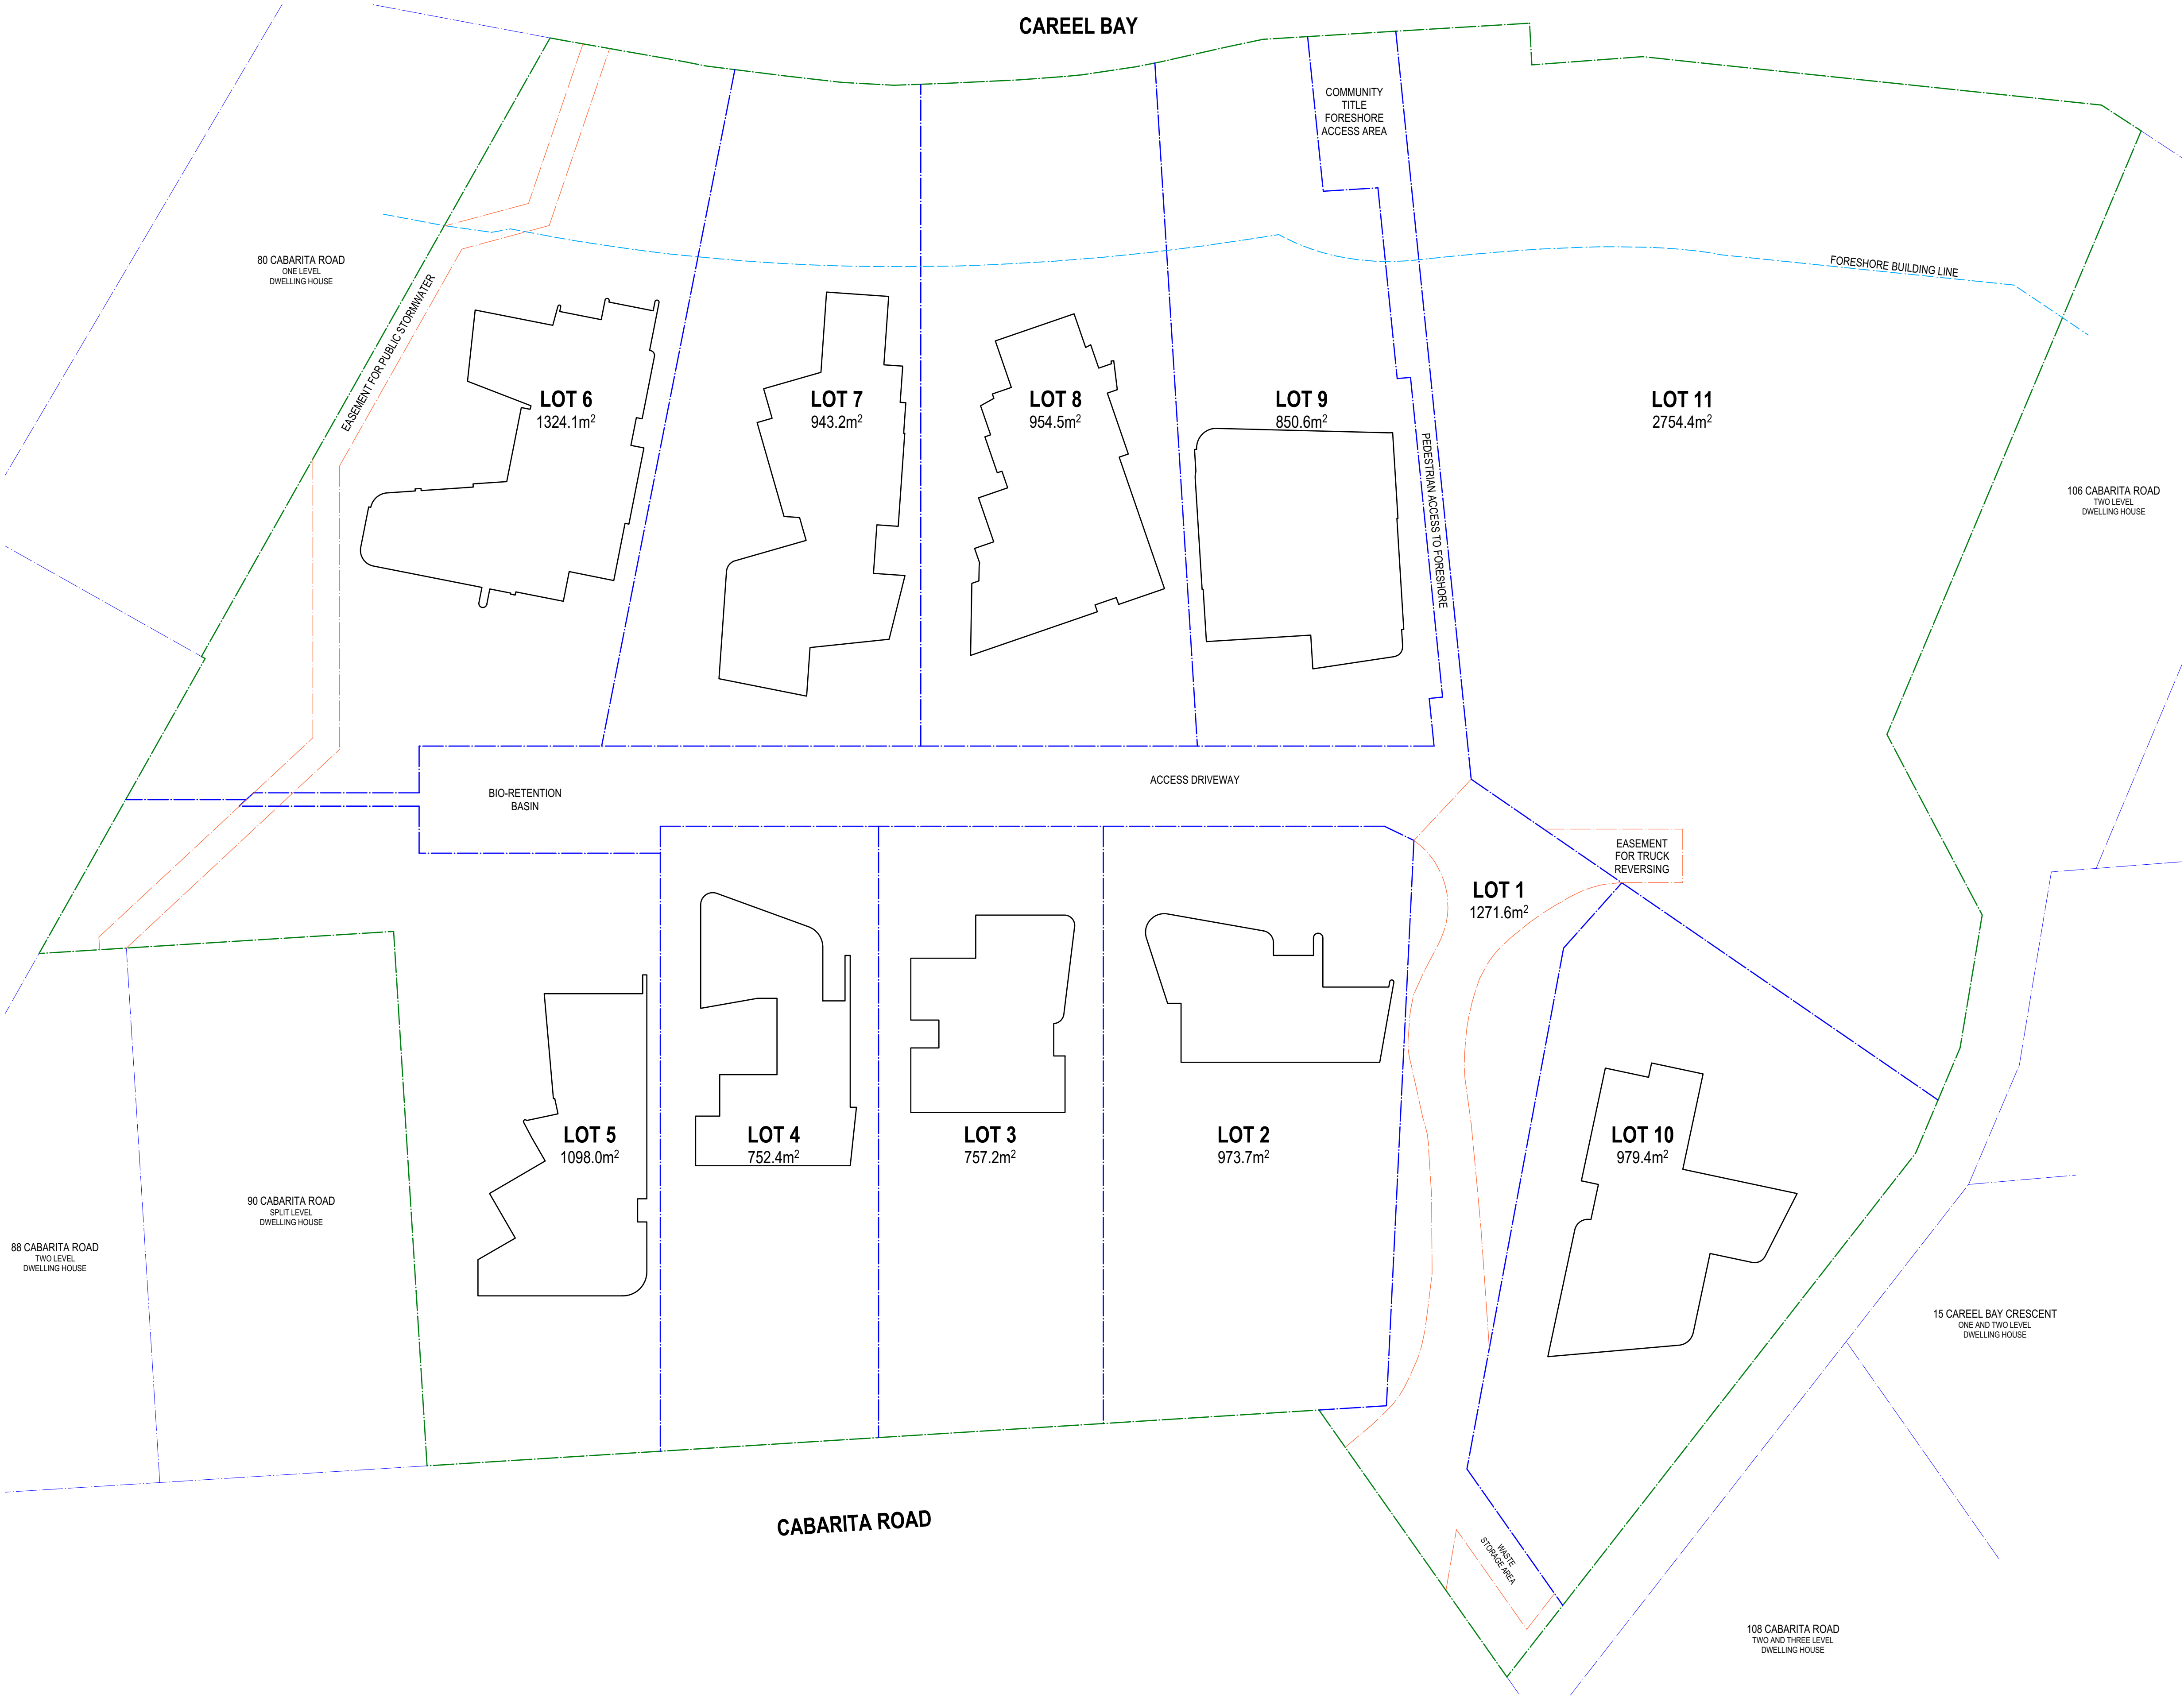 CAREEL BAY
COMMUNITY
TITLE
FORESHORE
ACCESS AREA
80 CABARITA ROAD
ONE LEVEL
DWELLING HOUSE
EASEMENT FOR PUBLIC STORMWATER
FORESHORE BUILDING LINE
LOT 6
1324.1m²
LOT 7
943.2m²
LOT 8
954.5m²
LOT 9
850.6m²
LOT 11
2754.4m²
PEDESTRIAN ACCESS TO FORESHORE
106 CABARITA ROAD
TWO LEVEL
DWELLING HOUSE
BIO-RETENTION
BASIN
ACCESS DRIVEWAY
EASEMENT
FOR TRUCK
REVERSING
LOT 1
1271.6m²
LOT 5
1098.0m²
LOT 4
752.4m²
LOT 3
757.2m²
LOT 2
973.7m²
LOT 10
979.4m²
90 CABARITA ROAD
SPLIT LEVEL
DWELLING HOUSE
88 CABARITA ROAD
TWO LEVEL
DWELLING HOUSE
15 CAREEL BAY CRESCENT
ONE AND TWO LEVEL
DWELLING HOUSE
CABARITA ROAD
WASTE
STORAGE AREA
108 CABARITA ROAD
TWO AND THREE LEVEL
DWELLING HOUSE